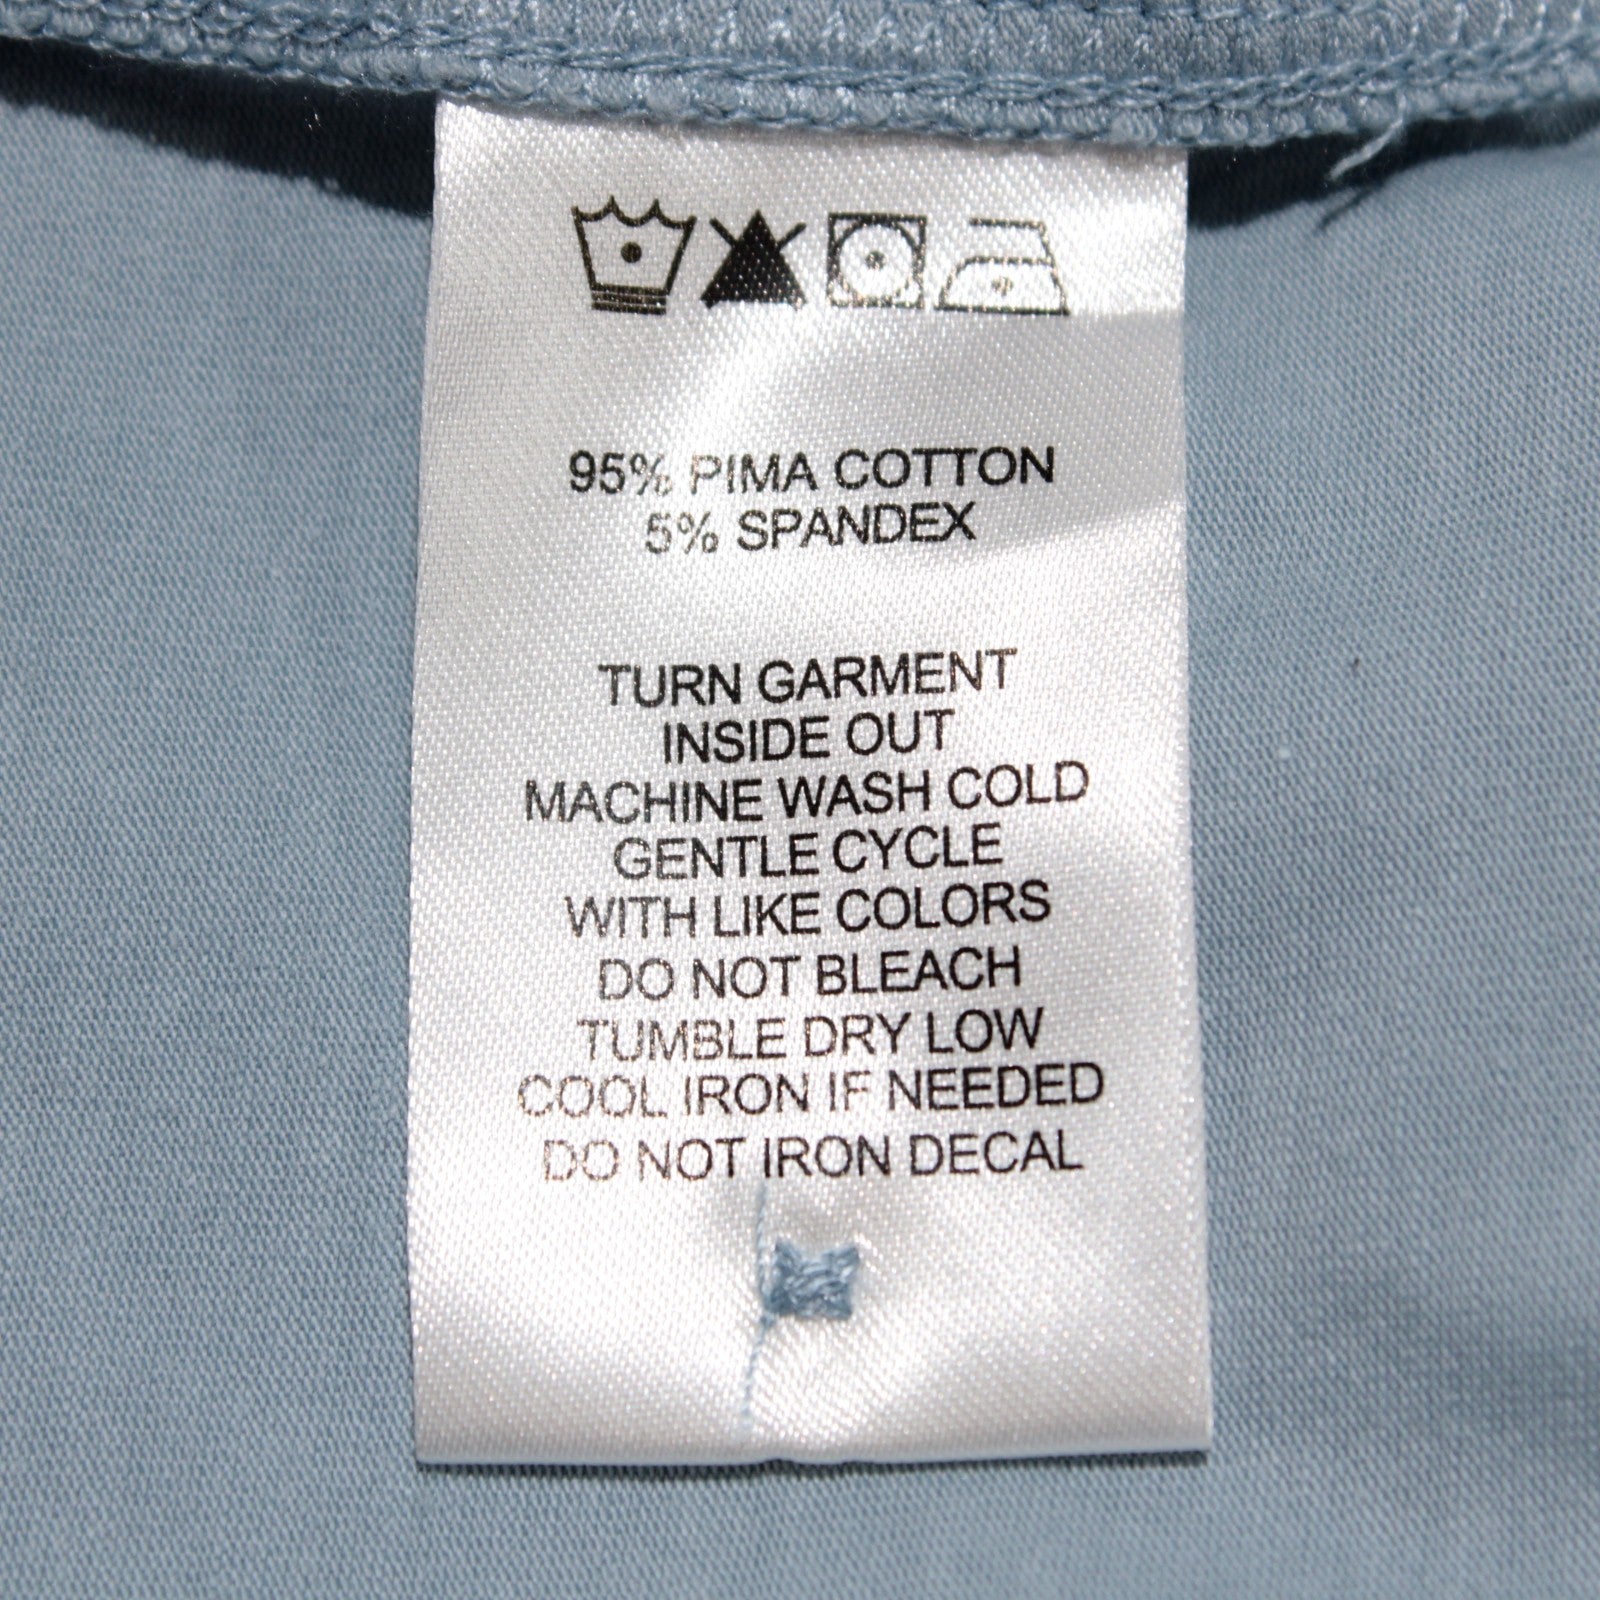 95% PIMA COTTON
5% SPANDEX
TURN GARMENT
INSIDE OUT
MACHINE WASH COLD
GENTLE CYCLE
WITH LIKE COLORS
DO NOT BLEACH
TUMBLE DRY LOW
COOL IRON IF NEEDED
DO NOT IRON DECAL